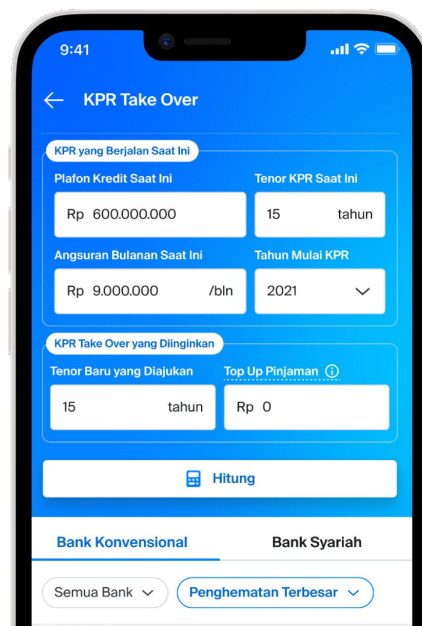 9:41
KPR Take Over
KPR yang Berjalan Saat Ini
Plafon Kredit Saat Ini
Tenor KPR Saat Ini
Rp 600.000.000
15 tahun
Angsuran Bulanan Saat Ini
Tahun Mulai KPR
Rp 9.000.000 /bln
2021
KPR Take Over yang Diinginkan
Tenor Baru yang Diajukan
Top Up Pinjaman
15 tahun
Rp 0
Hitung
Bank Konvensional
Bank Syariah
Semua Bank
Penghematan Terbesar